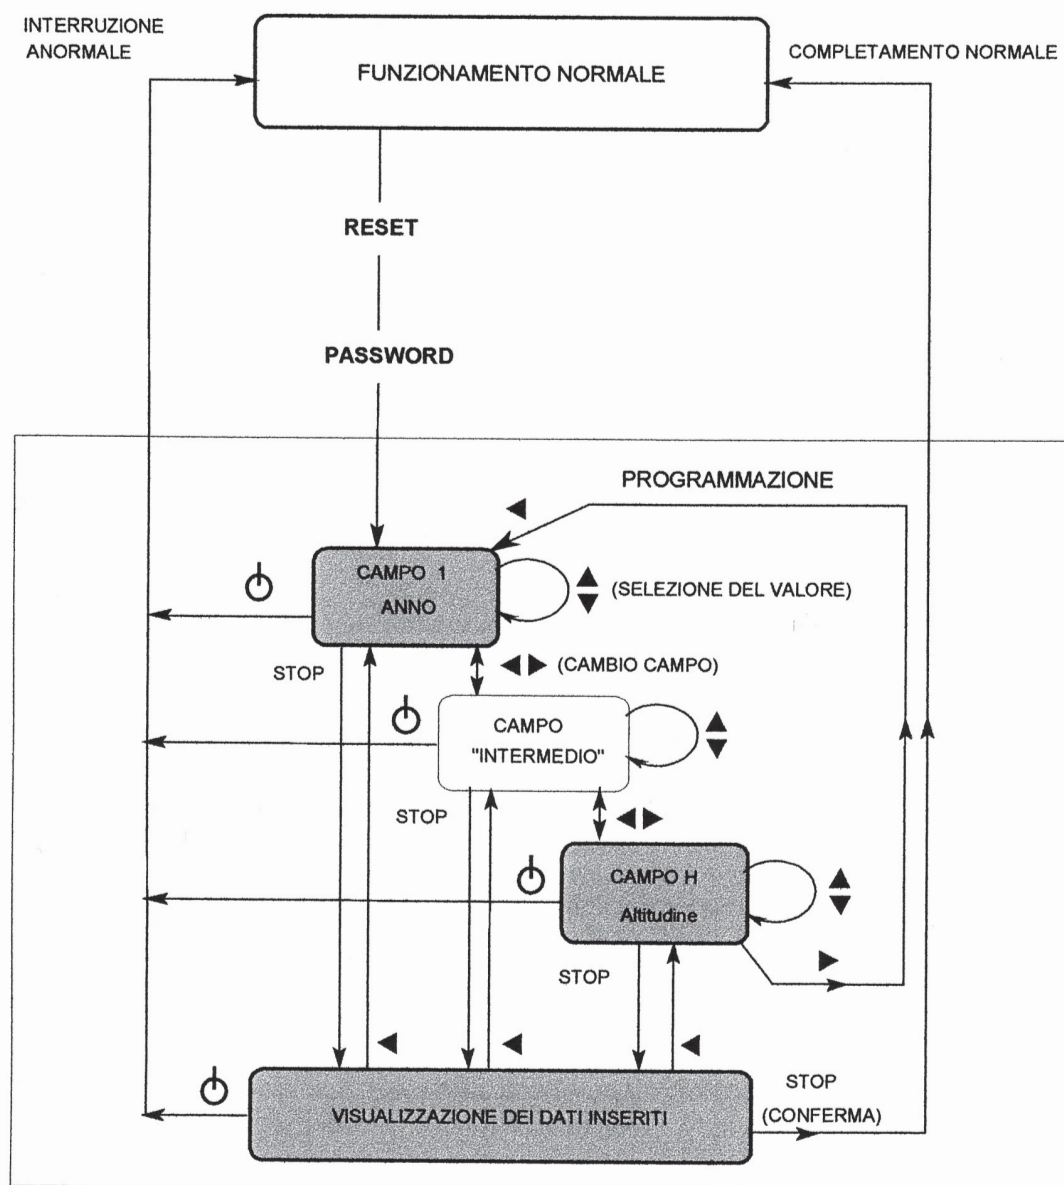 INTERRUZIONE
ANORMALE
FUNZIONAMENTO NORMALE
COMPLETAMENTO NORMALE
RESET
PASSWORD
PROGRAMMAZIONE
CAMPO 1
ANNO
(SELEZIONE DEL VALORE)
STOP
(CAMBIO CAMPO)
CAMPO
"INTERMEDIO"
STOP
CAMPO H
Altitudine
STOP
VISUALIZZAZIONE DEI DATI INSERITI
STOP
(CONFERMA)